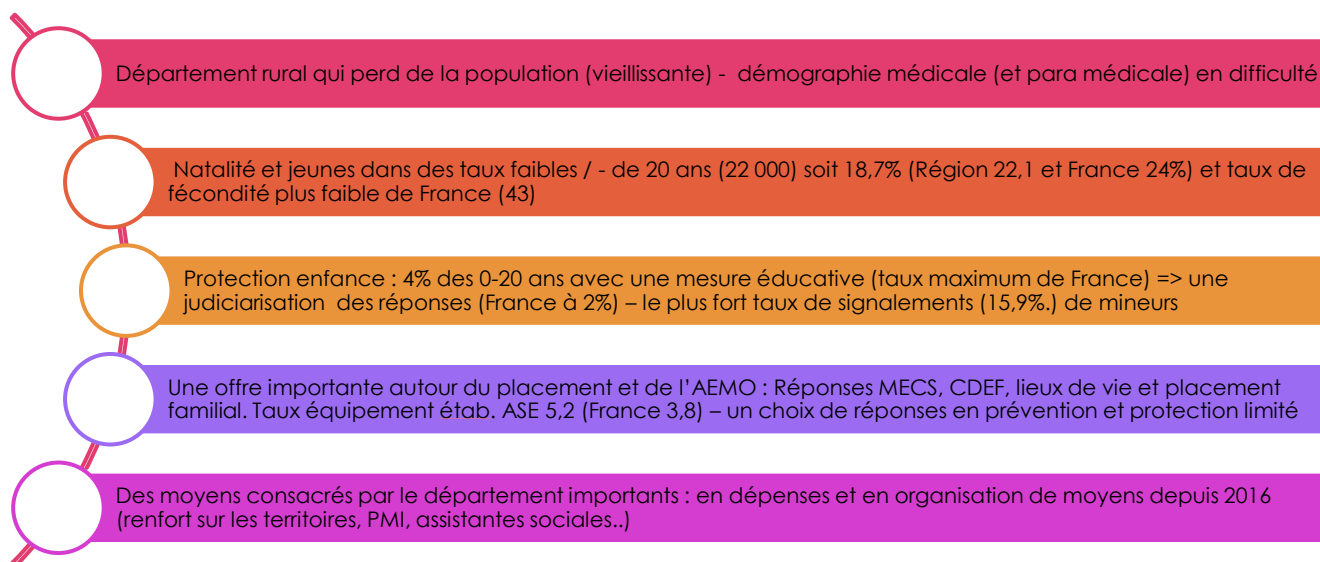 Département rural qui perd de la population (vieillissante) - démographie médicale (et para médicale) en difficulté
Natalité et jeunes dans des taux faibles / - de 20 ans (22 000) soit 18,7% (Région 22,1 et France 24%) et taux de
fécondité plus faible de France (43)
Protection enfance : 4% des 0-20 ans avec une mesure éducative (taux maximum de France) => une
judiciarisation des réponses (France à 2%) – le plus fort taux de signalements (15,9%.) de mineurs
Une offre importante autour du placement et de l'AEMO : Réponses MECS, CDEF, lieux de vie et placement
familial. Taux équipement étab. ASE 5,2 (France 3,8) – un choix de réponses en prévention et protection limité
Des moyens consacrés par le département importants : en dépenses et en organisation de moyens depuis 2016
(renfort sur les territoires, PMI, assistantes sociales..)